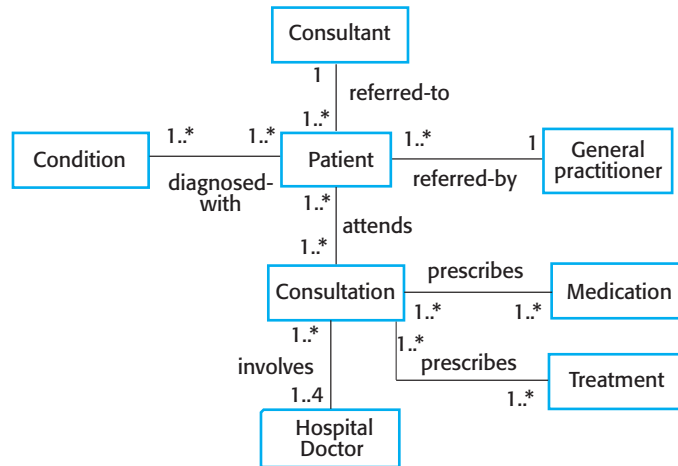 Consultant
1
referred-to
1..*
1..*
1..*
1..*
1
Condition
Patient
General
practitioner
diagnosed-
with
referred-by
1..*
attends
1..*
prescribes
Consultation
Medication
1..*
1..*
1..*
1..*
involves
prescribes
Treatment
1..4
1..*
Hospital
Doctor